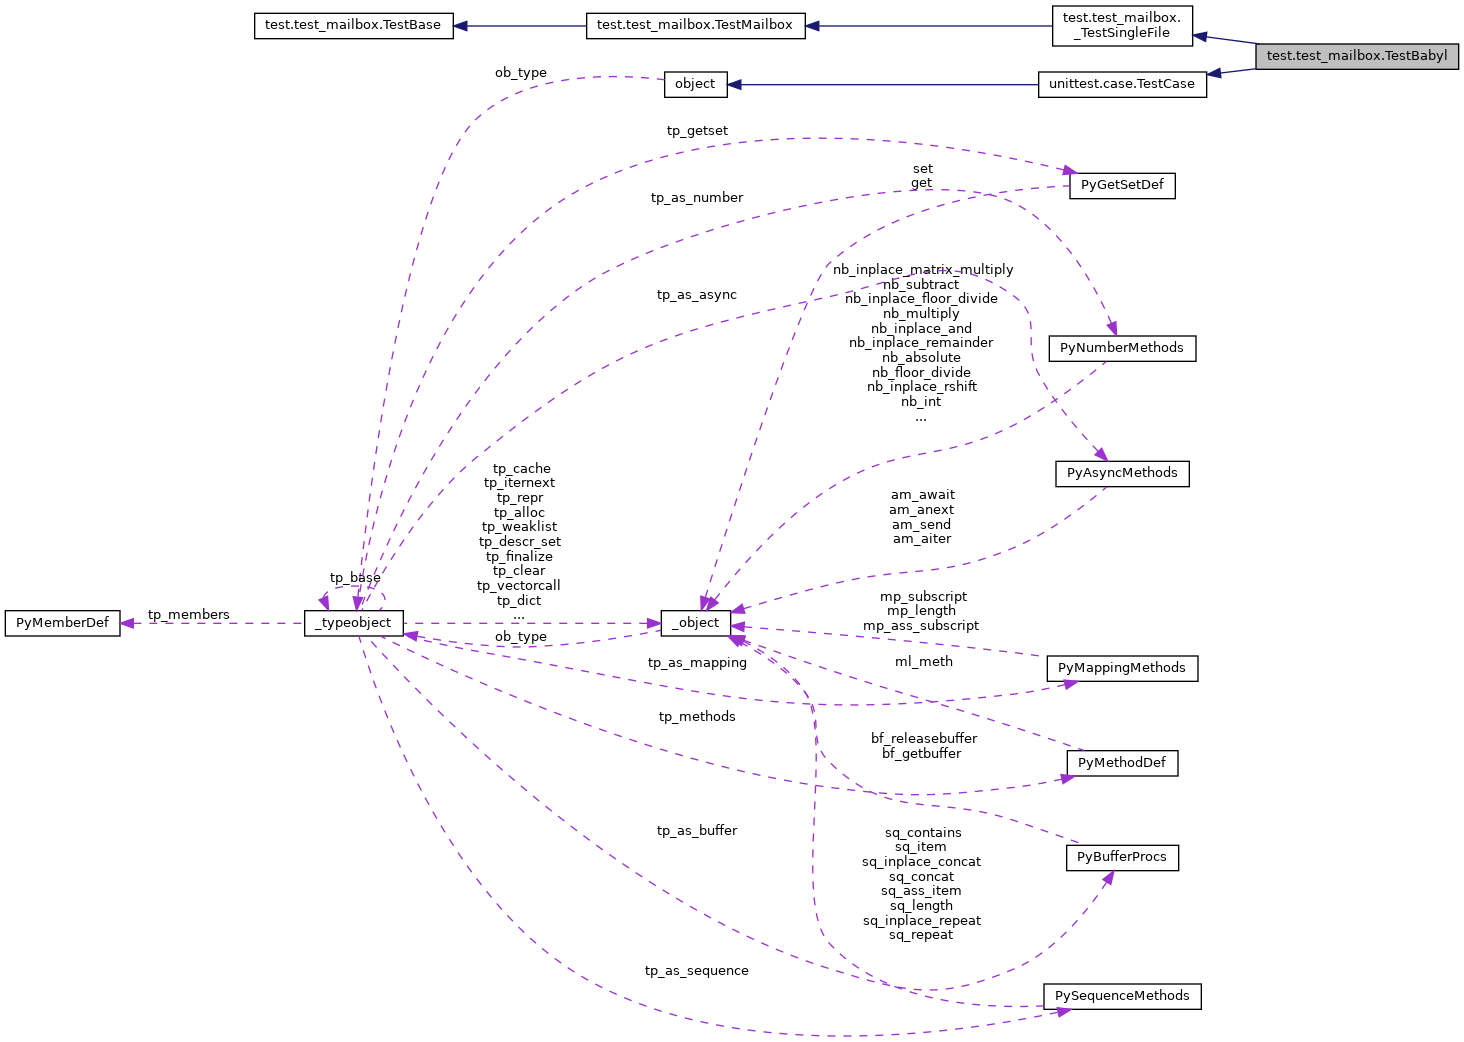 test.test_mailbox.TestBase
test.test_mailbox.TestMailbox
test.test_mailbox.
_TestSingleFile
test.test_mailbox.TestBabyl
ob_type
object
unittest.case.TestCase
tp_getset
set
get
PyGetSetDef
tp_as_number
tp_as_async
nb_inplace_matrix_multiply
nb_subtract
nb_inplace_floor_divide
nb_multiply
nb_inplace_and
nb_inplace_remainder
nb_absolute
nb_floor_divide
nb_inplace_rshift
nb_int
...
PyNumberMethods
PyAsyncMethods
tp_cache
tp_iternext
tp_repr
tp_alloc
tp_weaklist
tp_descr_set
tp_finalize
tp_clear
tp_vectorcall
tp_dict
...
am_await
am_anext
am_send
am_aiter
tp_base
PyMemberDef
tp_members
_typeobject
_object
ob_type
mp_subscript
mp_length
mp_ass_subscript
tp_as_mapping
ml_meth
PyMappingMethods
tp_methods
bf_releasebuffer
bf_getbuffer
PyMethodDef
tp_as_buffer
sq_contains
sq_item
sq_inplace_concat
sq_concat
sq_ass_item
sq_length
sq_inplace_repeat
sq_repeat
PyBufferProcs
tp_as_sequence
PySequenceMethods